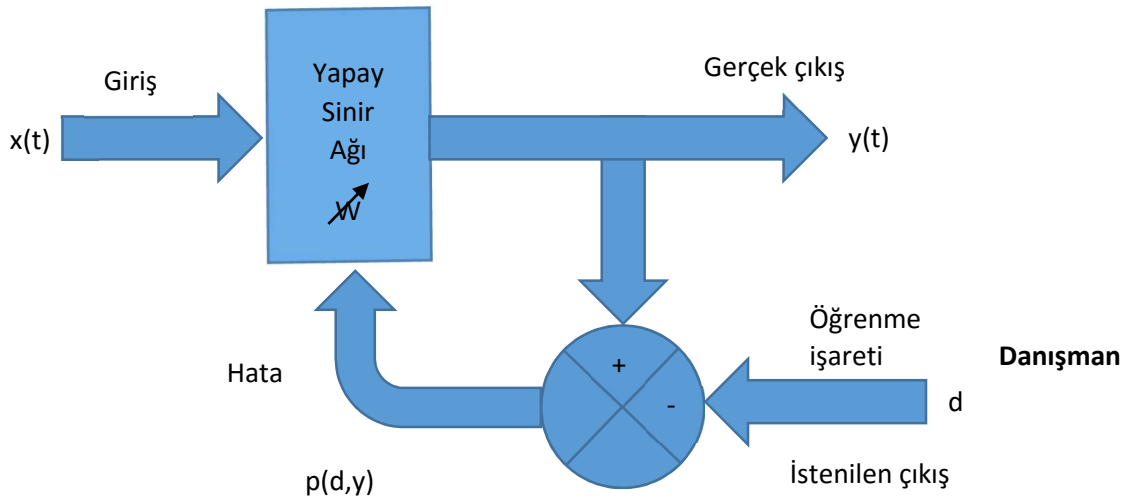 Giriş
x(t)
Yapay
Sinir
Ağı
W
Gerçek çıkış
y(t)
+
-
Öğrenme
işareti
Danışman
d
İstenilen çıkış
Hata
p(d,y)